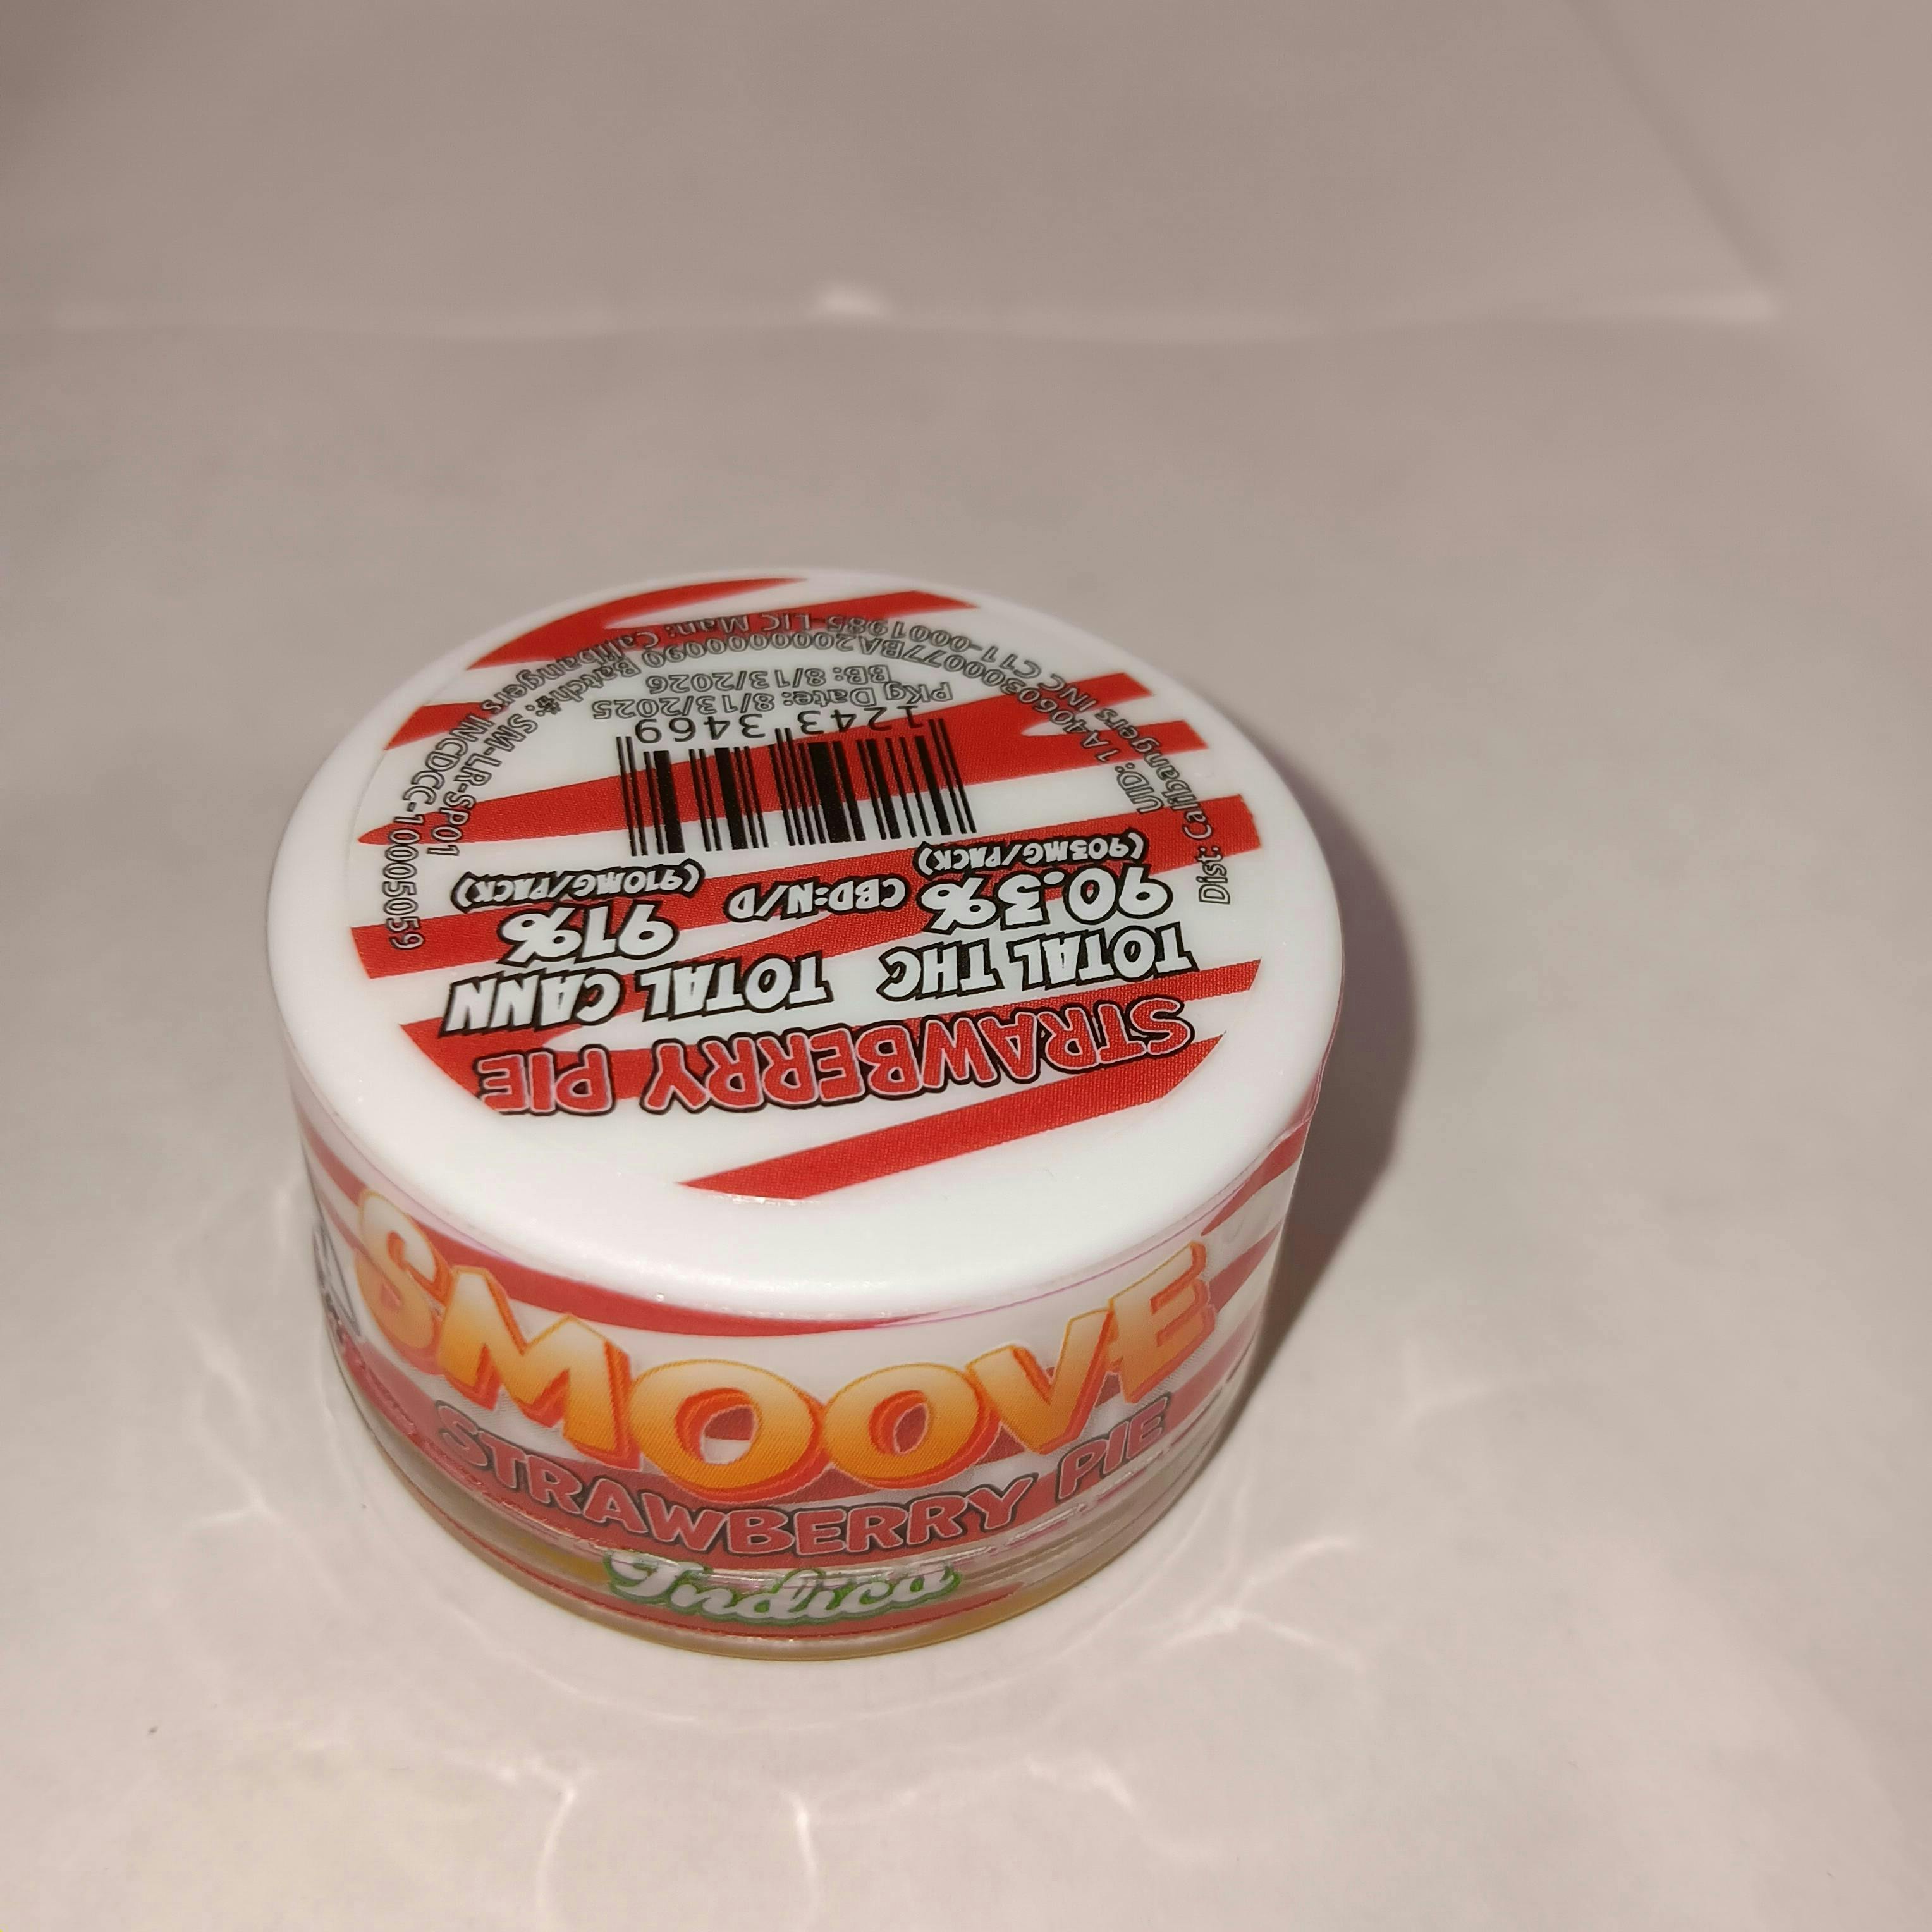 STRAWBERRY PIE
TOTAL THC TOTAL CANN
90.3% CBD:N/D 91%
(903MG/PACK) (910MG/PACK)
1243 3469
PKg Date: 8/13/2025
BB: 8/13/2026
UID: 1A4060300077BA2000000090 Batch#: SM-LR-SP01
Dist: Calibangers INC C11-0001985-LIC Man: Calibangers INCDCC-10005059
SMOOVE
STRAWBERRY PIE
Indica